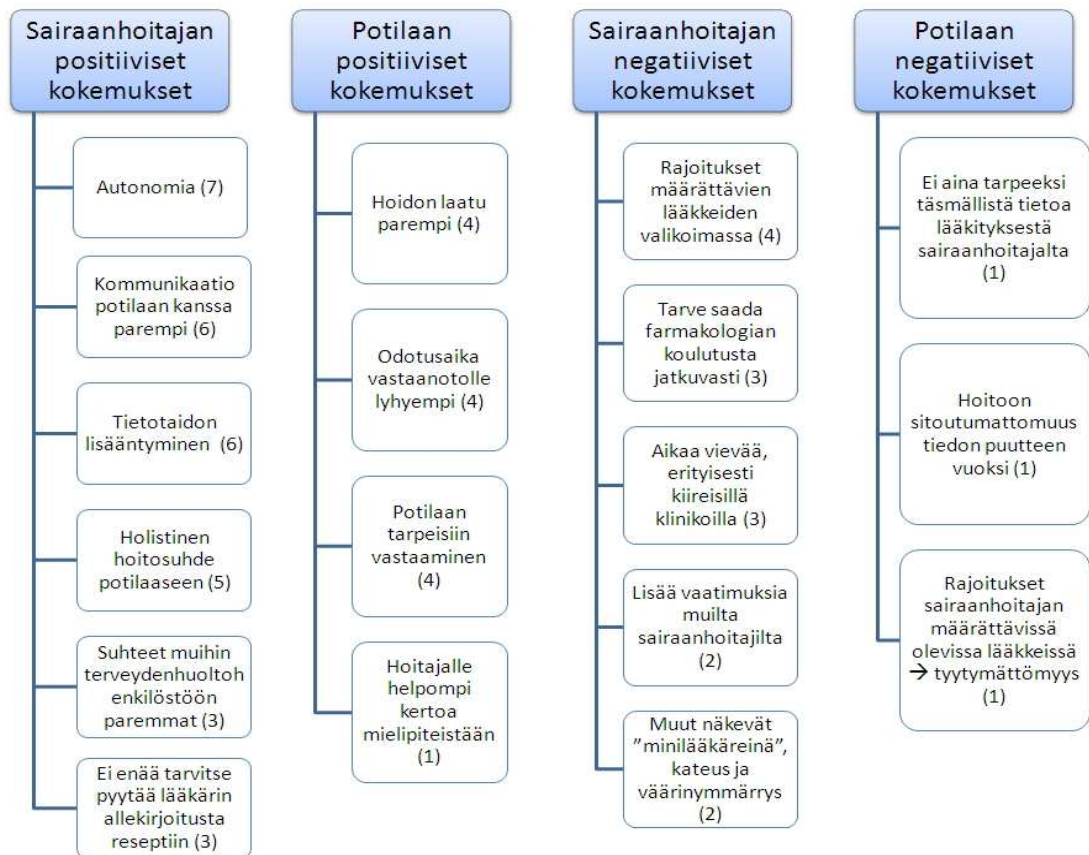 Sairaanhoitajan
positiiviset
kokemukset
Autonomia (7)
Kommunikaatio
potilaan kanssa
parempi (6)
Tietotaidon
lisääntyminen (6)
Holistinen
hoitosuhde
potilaaseen (5)
Suhteet muihin
terveydenhuoltoh
enkilöstöön
paremmat (3)
Ei enää tarvitse
pyytää lääkärin
allekirjoitusta
reseptiin (3)
Potilaan
positiiviset
kokemukset
Hoidon laatu
parempi (4)
Odotusaika
vastaanotolle
lyhyempi (4)
Potilaan
tarpeisiin
vastaaminen
(4)
Hoitajalle
helpompi
kertoa
mielipiteistään
(1)
Sairaanhoitajan
negatiiviset
kokemukset
Rajoitukset
määrättävien
lääkkeiden
valikoimassa (4)
Tarve saada
farmakologian
koulutusta
jatkuvasti (3)
Aikaa vievää,
erityisesti
kiireisillä
klinikoilla (3)
Lisää vaatimuksia
muilta
sairaanhoitajilta
(2)
Muut näkevät
”minilääkäreinä”,
kateus ja
väärinymmärrys
(2)
Potilaan
negatiiviset
kokemukset
Ei aina tarpeeksi
täsmällistä tietoa
lääkityksestä
sairaanhoitajalta
(1)
Hoitoon
sitoutumattomuus
tiedon puutteen
vuoksi (1)
Rajoitukset
sairaanhoitajan
määrättävissä
olevissa lääkkeissä
→ tyytymättömyys
(1)